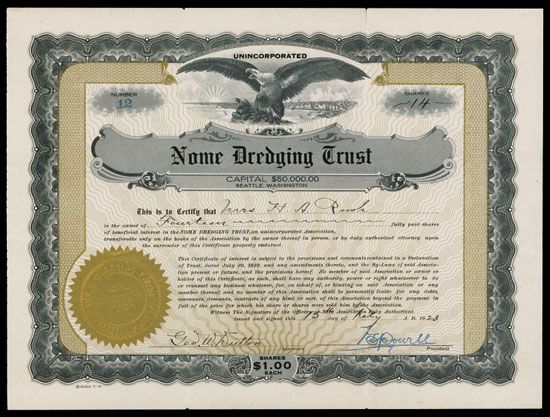 UNINCORPORATED
NUMBER
12
SHARES
14
Nome Dredging Trust
CAPITAL $50,000.00
SEATTLE, WASHINGTON
This is to Certify that Mrs H A Rush
is the owner of Fourteen fully paid shares
of beneficial interest in the NOME DREDGING TRUST, an unincorporated Association,
transferable only on the books of the Association by the owner thereof in person, or by duly authorized attorney upon
the surrender of this Certificate properly endorsed.
This Certificate of interest is subject to the provisions and covenants contained in a Declaration
of Trust, dated July 29, 1922, and any amendments thereto, and the By-Laws of said Association
present or future, and the provisions hereof. No member of said Association or owner or
holder of this Certificate, as such, shall have any authority, power or right whatsoever to do
or transact any business whatever, for, on behalf of, or binding on said Association or any
member thereof; and no member of this Association shall be personally liable for any debts,
covenants, demands, contracts of any kind or sort, of this Association beyond the payment in
full of the price for which his share or shares were sold him by the Association.
Witness The Signature of the Officers of said Association Duly Authorized.
Issued and signed this 15 day of A.D. 1923
Geo. W. Dutton
President
SHARES
$1.00
EACH